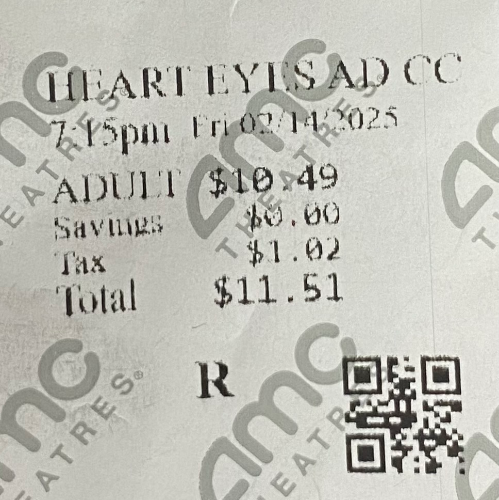 HEART EYES AD CC
7:15pm Fri 02/14/2025
ADULT $10.49
Savings $0.00
Tax $1.02
Total $11.51
R
amc THEATRES